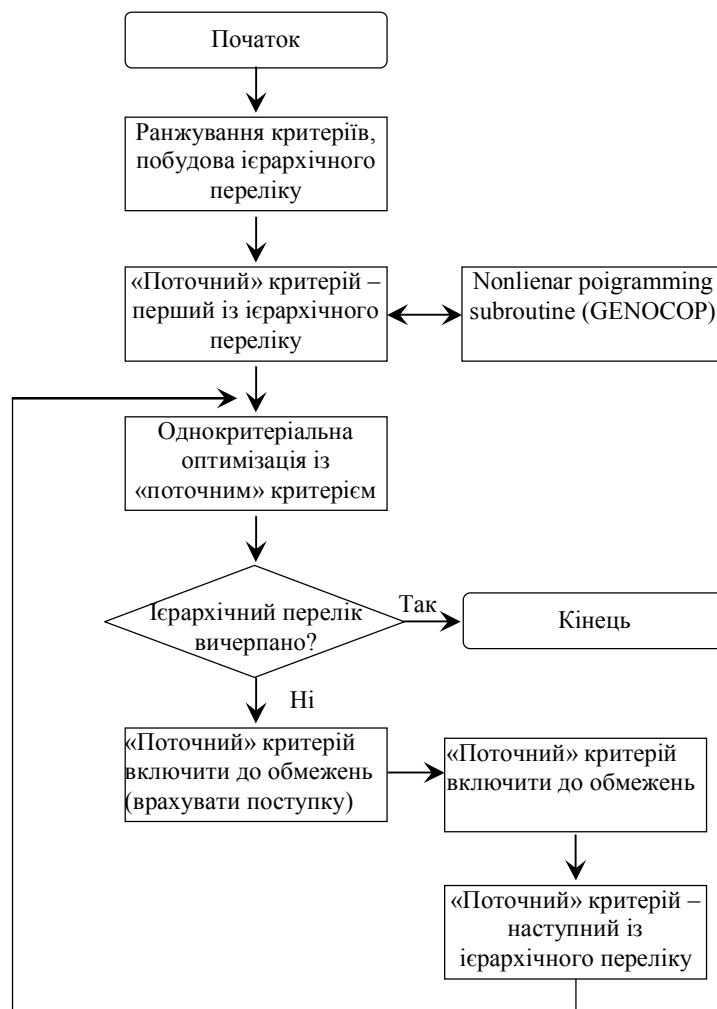 Початок
Ранжування критеріїв,
побудова ієрархічного
переліку
«Поточний» критерій –
перший із ієрархічного
переліку
Nonlienar poigramming
subroutine (GENOCOP)
Однокритеріальна
оптимізація із
«поточним» критерієм
Ієрархічний перелік
вичерпано?
Так
Кінець
Ні
«Поточний» критерій
включити до обмежень
(врахувати поступку)
«Поточний» критерій
включити до обмежень
«Поточний» критерій –
наступний із
ієрархічного переліку